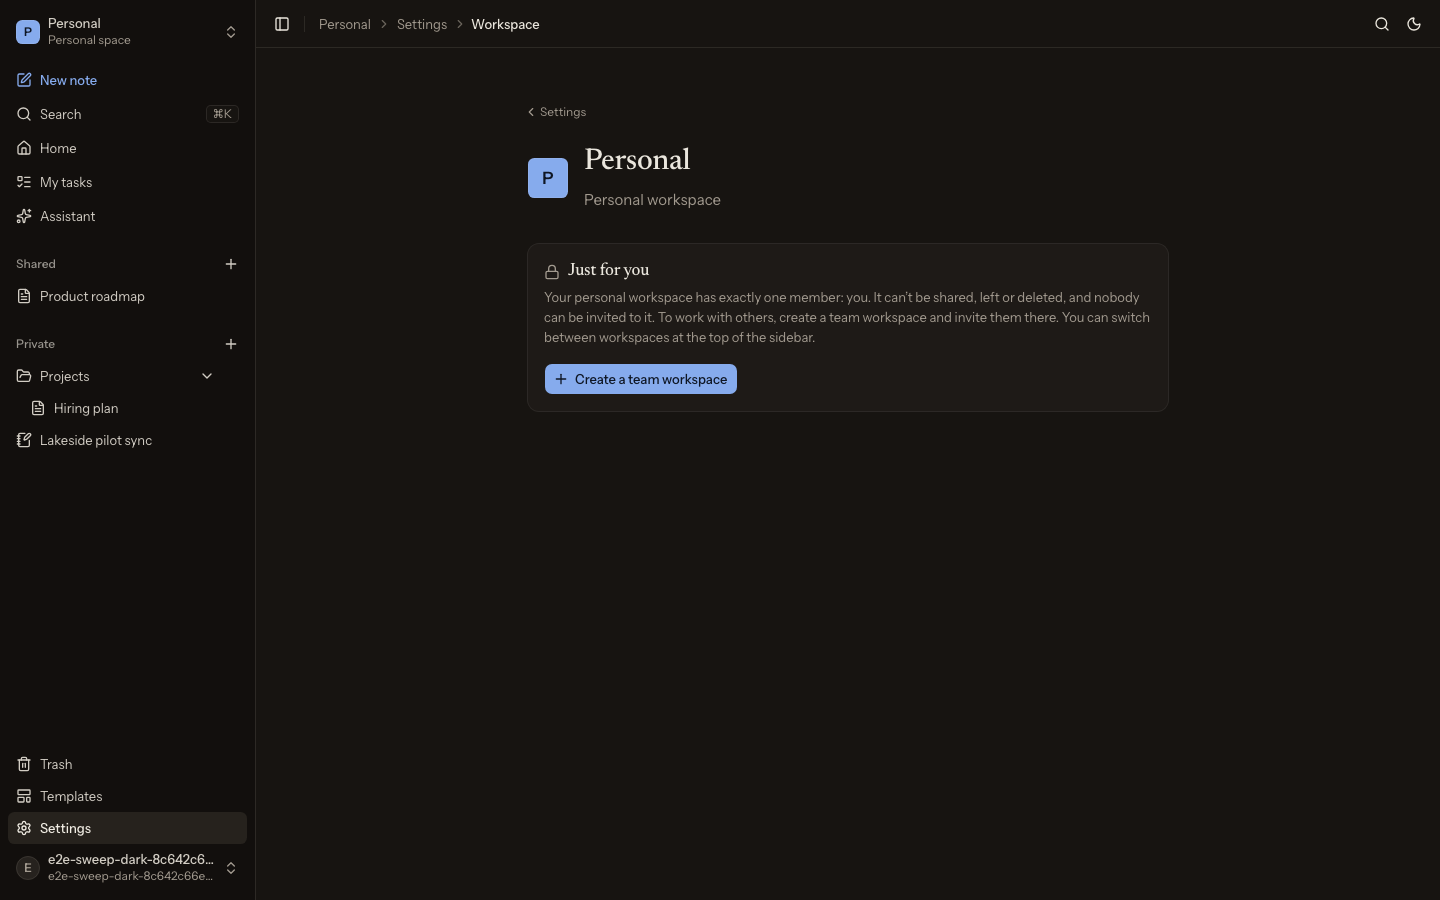 P
Personal
Personal space
New note
Search ⌘K
Home
My tasks
Assistant
Shared
Product roadmap
Private
Projects
Hiring plan
Lakeside pilot sync
Trash
Templates
Settings
E
e2e-sweep-dark-8c642c6…
e2e-sweep-dark-8c642c66e…
Personal > Settings > Workspace
Settings
P
Personal
Personal workspace
Just for you
Your personal workspace has exactly one member: you. It can’t be shared, left or deleted, and nobody
can be invited to it. To work with others, create a team workspace and invite them there. You can switch
between workspaces at the top of the sidebar.
Create a team workspace